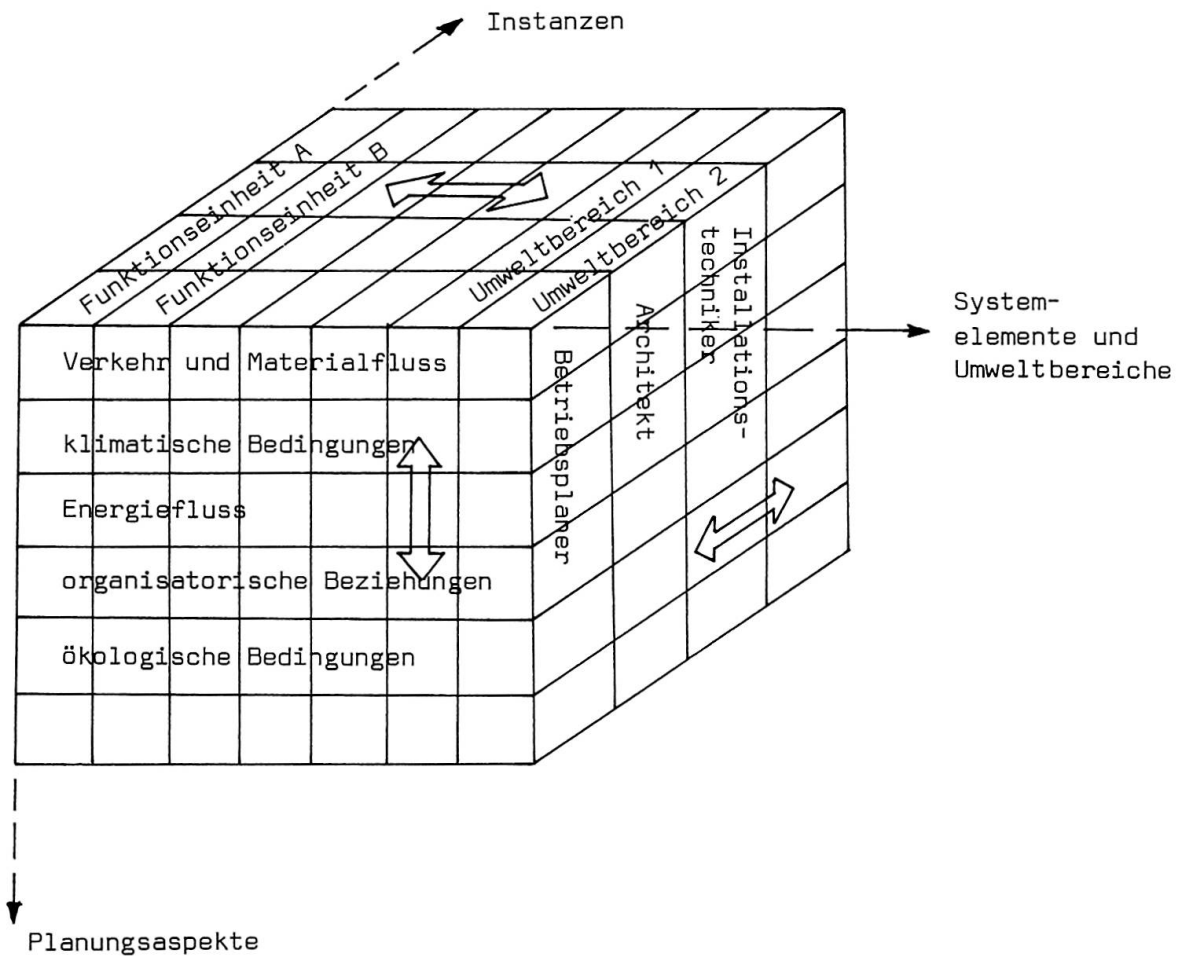 Instanzen
Funktionseinheit A
Funktionseinheit B
Umweltbereich 1
Umweltbereich 2
Installations-
techniker
Architekt
Betriebsplaner
System-
elemente und
Umweltbereiche
Verkehr und Materialfluss
klimatische Bedingungen
Energiefluss
organisatorische Beziehungen
ökologische Bedingungen
Planungsaspekte